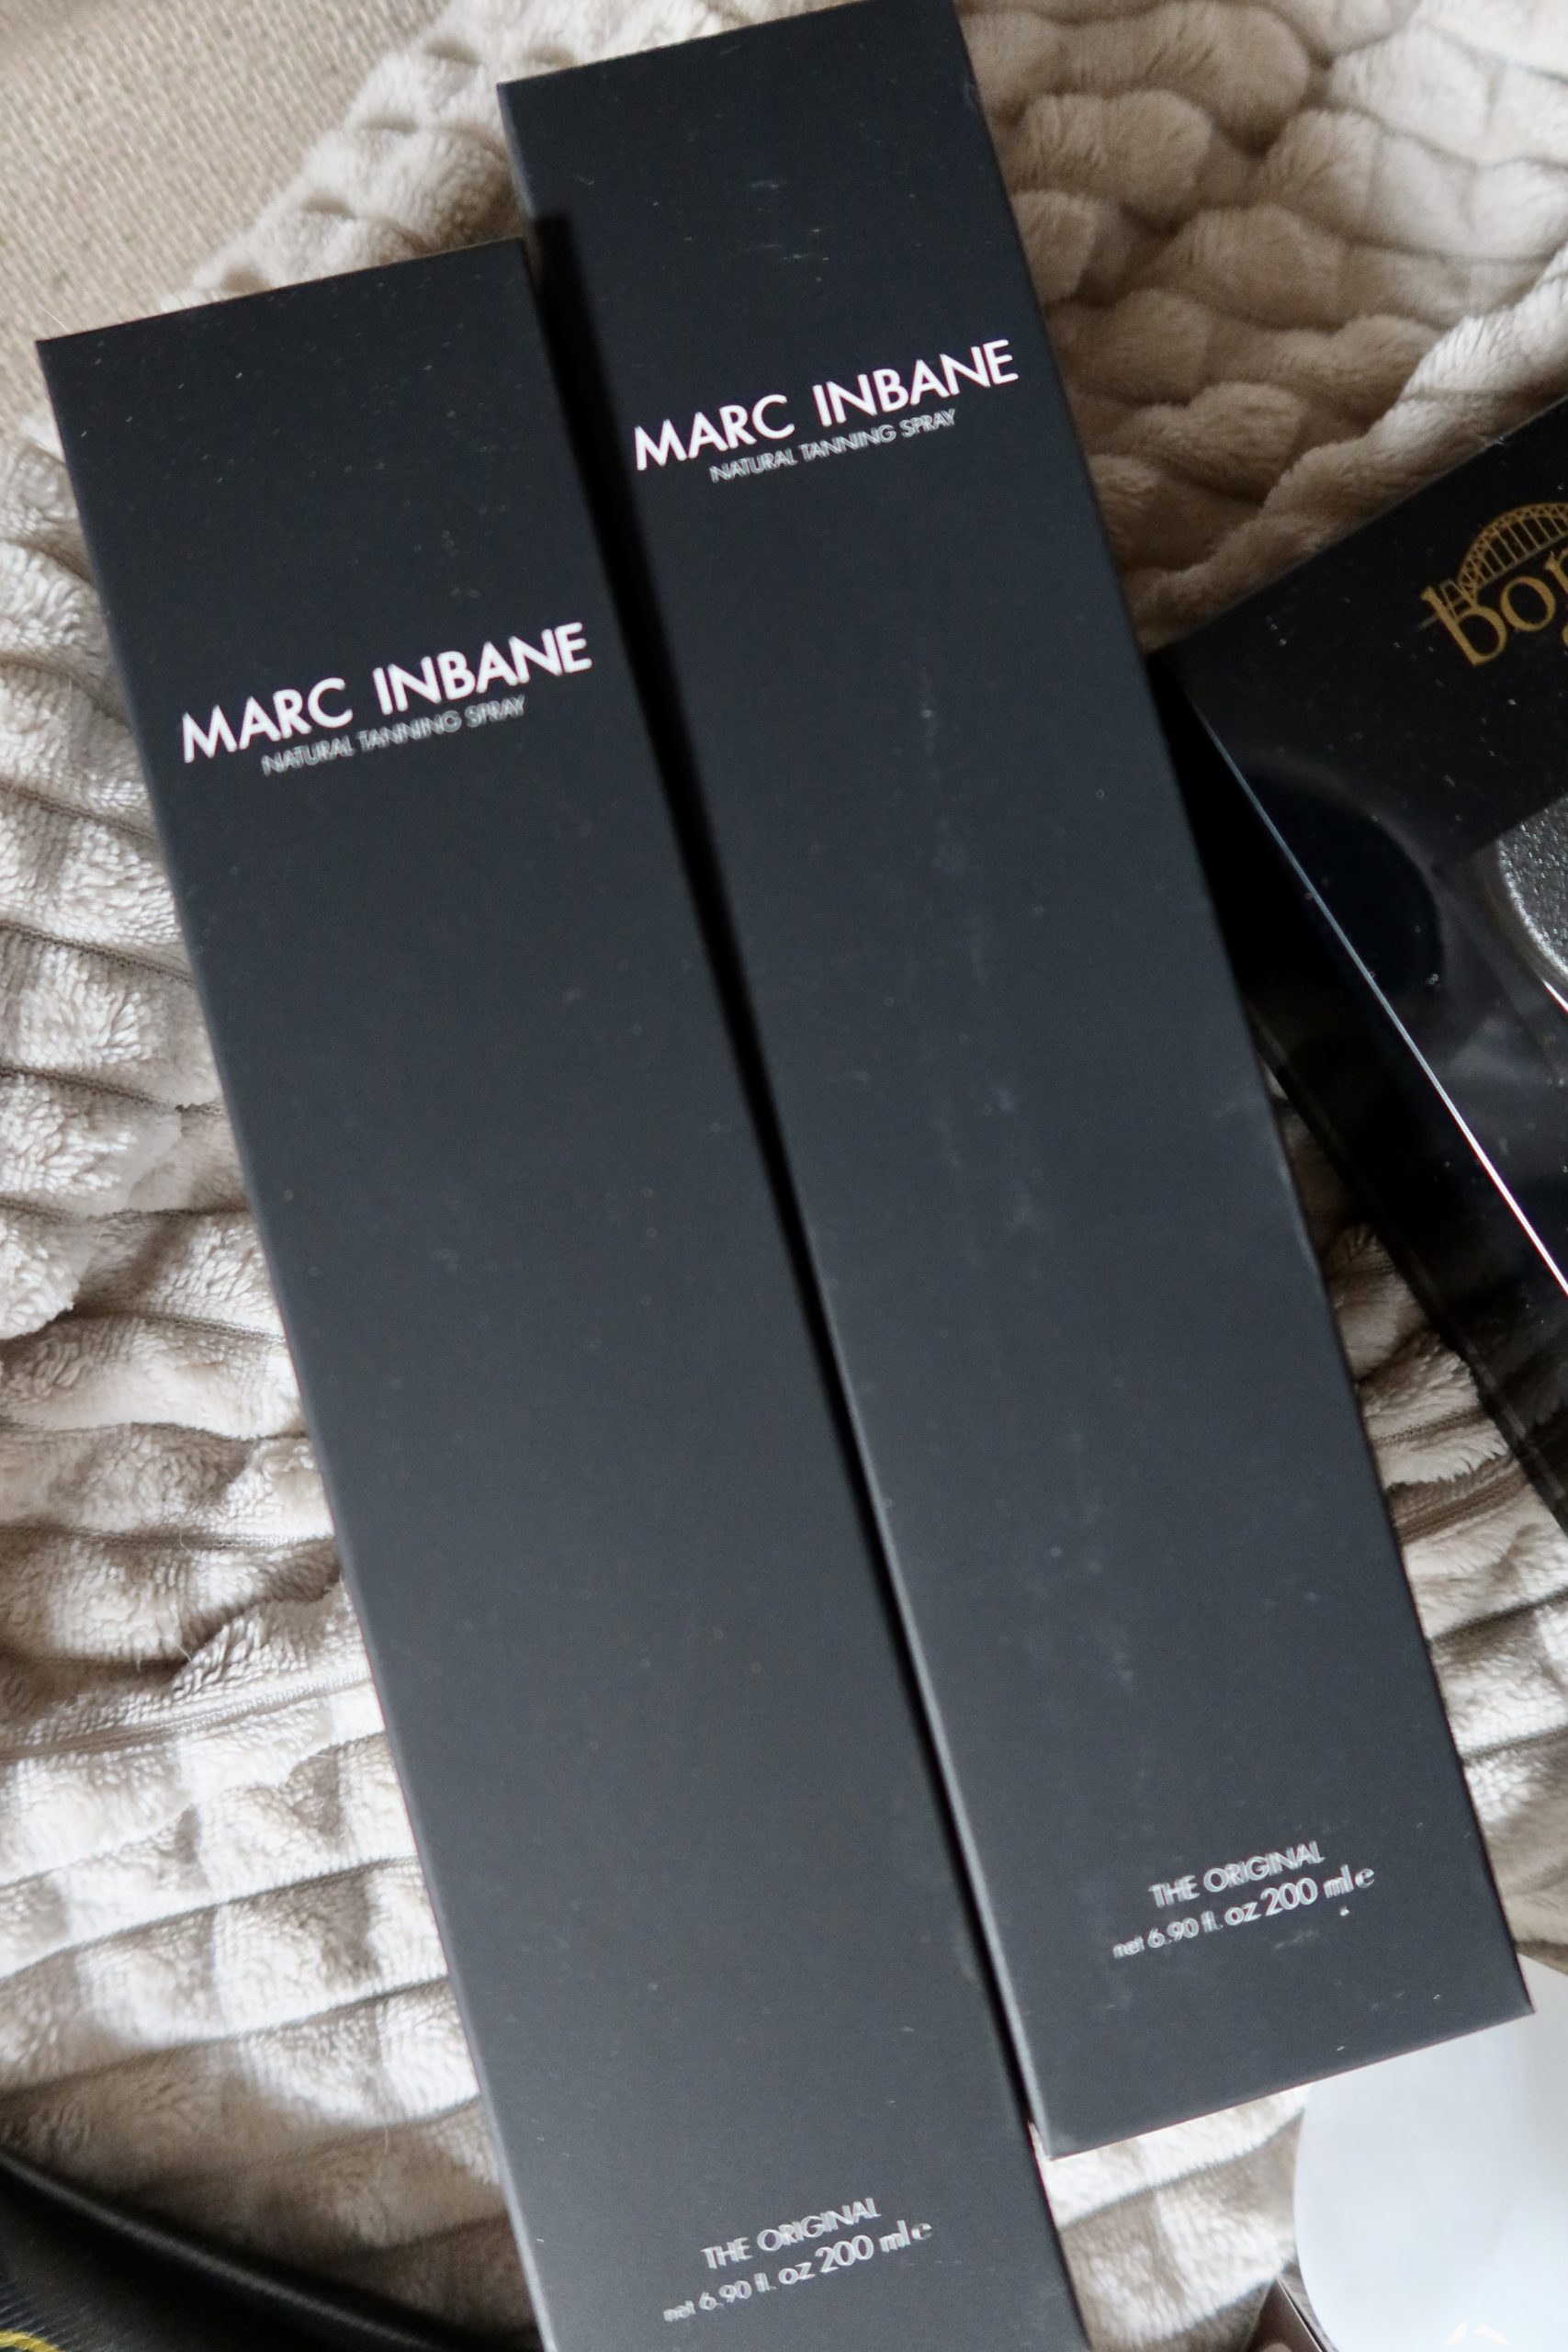 MARC INBANE
NATURAL TANNING SPRAY
THE ORIGINAL
net 6.90 fl. oz 200 ml e
MARC INBANE
NATURAL TANNING SPRAY
THE ORIGINAL
net 6.90 fl. oz 200 ml e